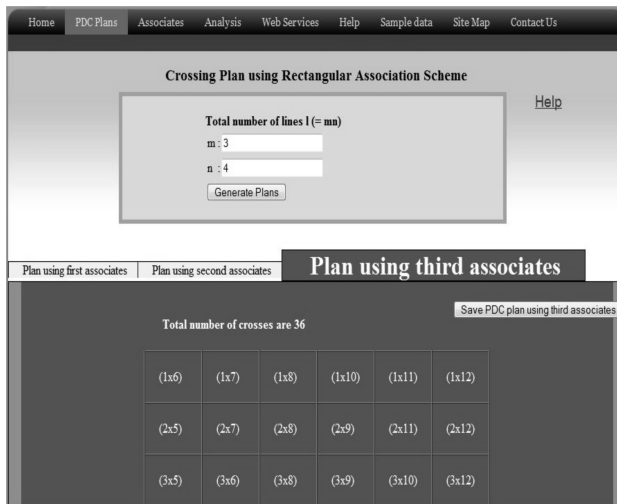 Home PDC Plans Associates Analysis Web Services Help Sample data Site Map Contact Us
Crossing Plan using Rectangular Association Scheme
Help
Total number of lines l (= mn)
m : 3
n : 4
Generate Plans
Plan using first associates Plan using second associates Plan using third associates
Save PDC plan using third associates
Total number of crosses are 36
(1x6) (1x7) (1x8) (1x10) (1x11) (1x12)
(2x5) (2x7) (2x8) (2x9) (2x11) (2x12)
(3x5) (3x6) (3x8) (3x9) (3x10) (3x12)